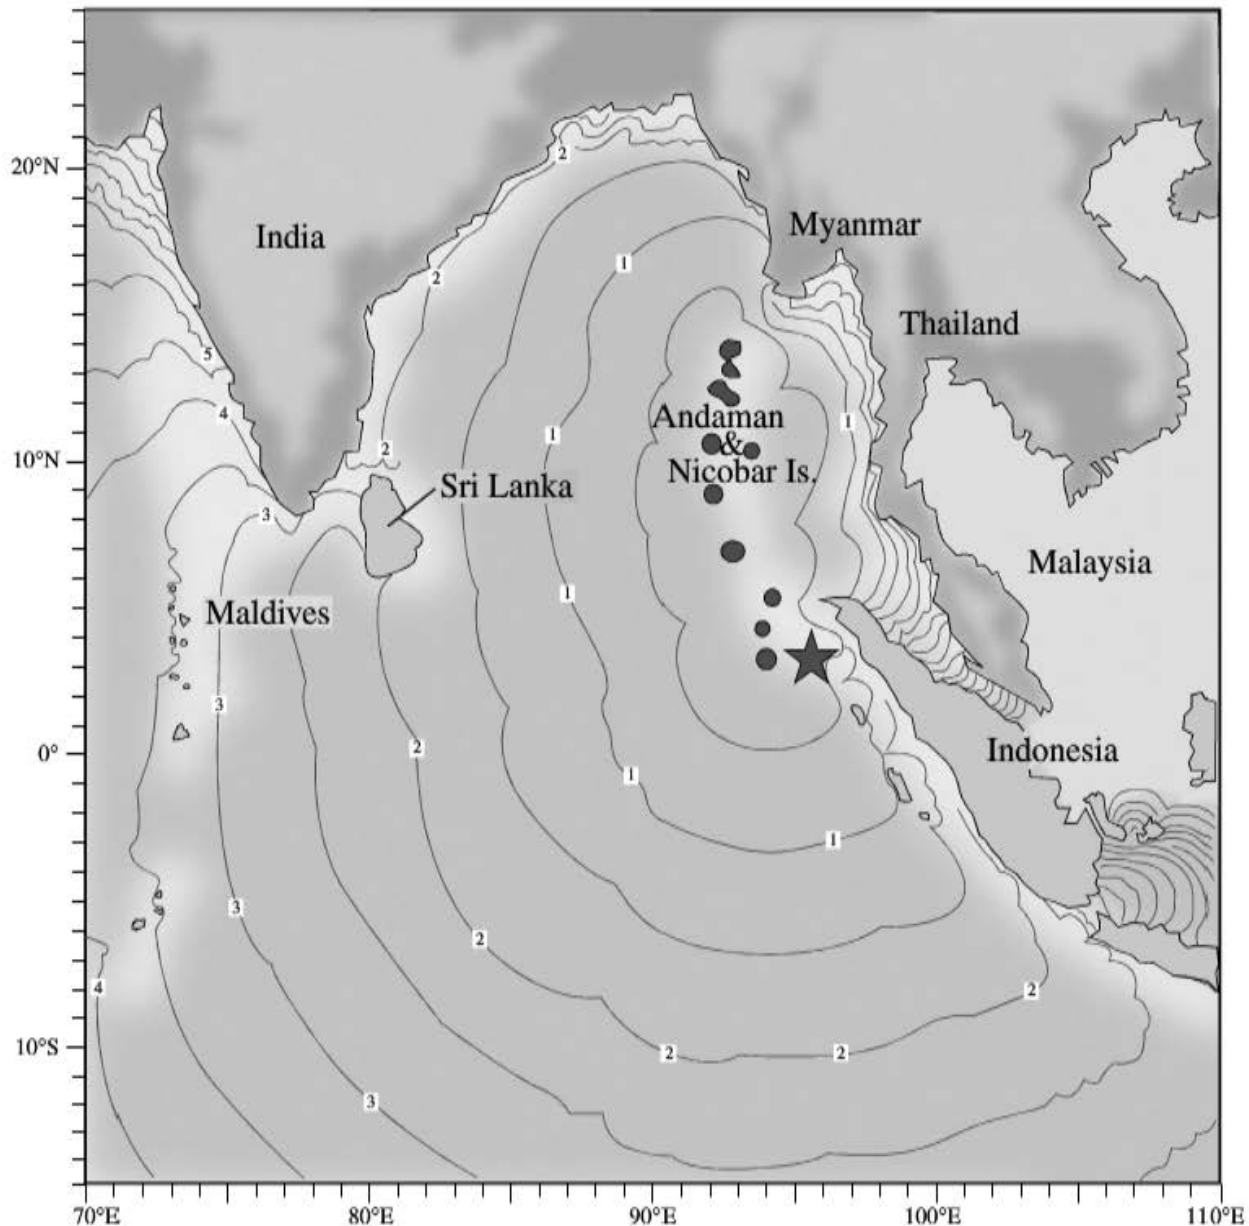 2
20°N
India
Myanmar
1
2
Thailand
5
4
Andaman
1
1
&
2
10°N
Nicobar Is.
Sri Lanka
3
Malaysia
1
Maldives
3
2
0°
Indonesia
1
1
3
2
4
2
10°S
2
2
3
70°E
80°E
90°E
100°E
110°E